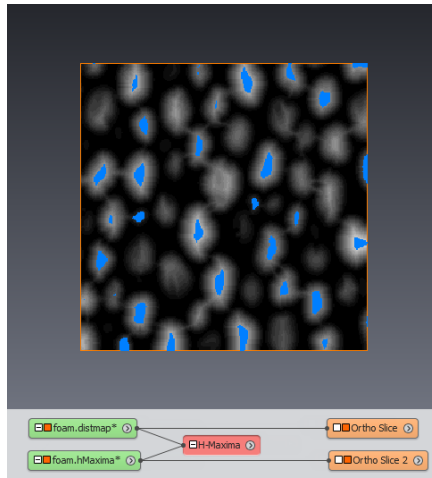 foam.distmap*
Ortho Slice
H-Maxima
foam.hMaxima*
Ortho Slice 2